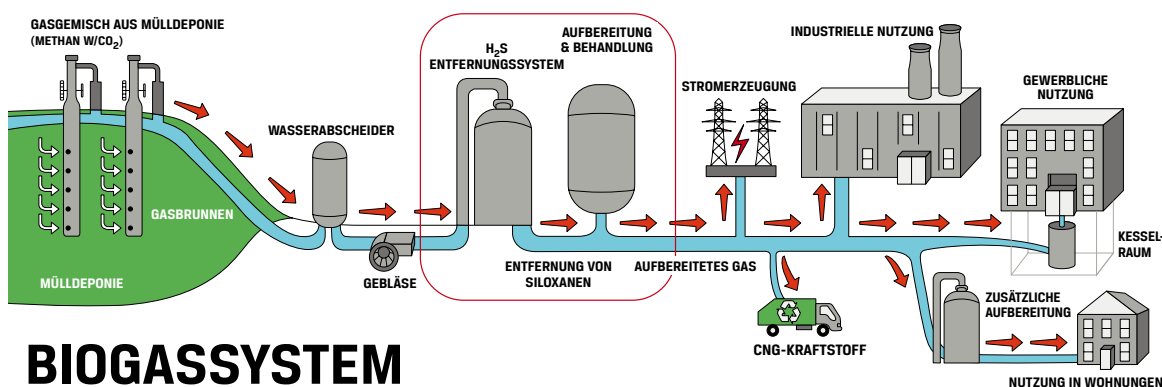 GASGEMISCH AUS MÜLLDEPONIE
(METHAN W/CO₂)
WASSERABSCHEIDER
H₂S
ENTFERNUNGSSYSTEM
AUFBEREITUNG
& BEHANDLUNG
STROMERZEUGUNG
INDUSTRIELLE NUTZUNG
GEWERBLICHE
NUTZUNG
GASBRUNNEN
MÜLLDEPONIE
GEBLÄSE
ENTFERNUNG VON
SILOXANEN
AUFBEREITETES GAS
CNG-KRAFTSTOFF
KESSEL-
RAUM
ZUSÄTZLICHE
AUFBEREITUNG
NUTZUNG IN WOHNUNGEN
BIOGASSYSTEM